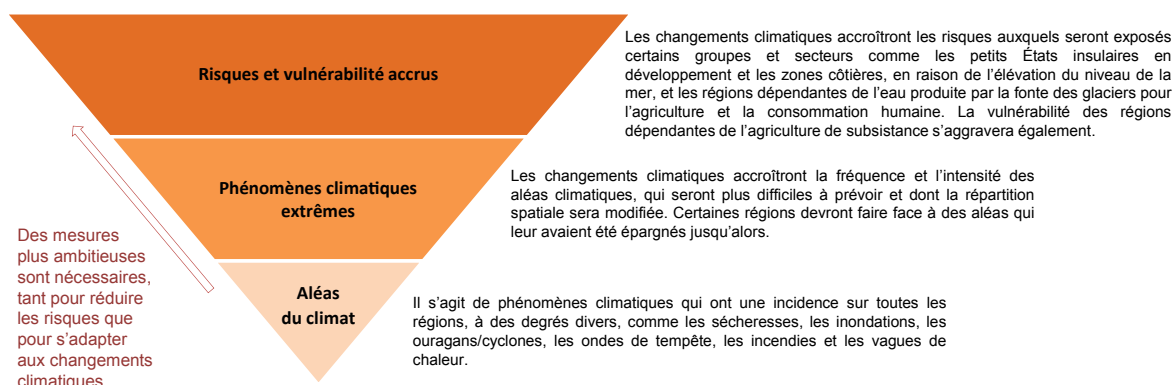 Risques et vulnérabilité accrus
Les changements climatiques accroîtront les risques auxquels seront exposés
certains groupes et secteurs comme les petits États insulaires en
développement et les zones côtières, en raison de l’élévation du niveau de la
mer, et les régions dépendantes de l’eau produite par la fonte des glaciers pour
l’agriculture et la consommation humaine. La vulnérabilité des régions
dépendantes de l’agriculture de subsistance s’aggravera également.
Phénomènes climatiques
extrêmes
Les changements climatiques accroîtront la fréquence et l’intensité des
aléas climatiques, qui seront plus difficiles à prévoir et dont la répartition
spatiale sera modifiée. Certaines régions devront faire face à des aléas qui
leur avaient été épargnés jusqu’alors.
Des mesures
plus ambitieuses
sont nécessaires,
tant pour réduire
les risques que
pour s’adapter
aux changements
climatiques
Aléas
du climat
Il s’agit de phénomènes climatiques qui ont une incidence sur toutes les
régions, à des degrés divers, comme les sécheresses, les inondations, les
ouragans/cyclones, les ondes de tempête, les incendies et les vagues de
chaleur.